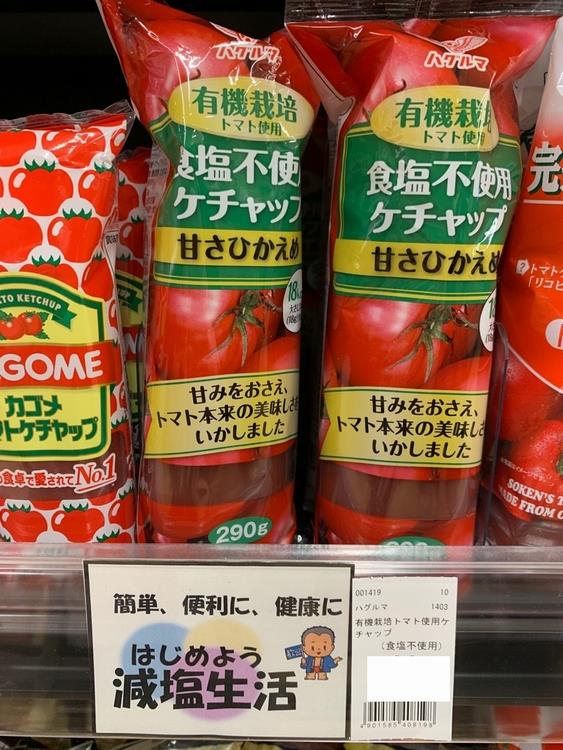 ハグルマ
有機栽培
トマト使用
食塩不使用
ケチャップ
甘さひかえめ
甘みをおさえ、
トマト本来の美味しさを
いかしました
290g
ハグルマ
トマト使用
食塩不使用
ケチャップ
甘さひかえめ
甘みをおさえ、
トマト本来の美味し
いかしました
KETCHUP
GOME
カゴメ
ケチャップ
食卓で愛されてNo.1
完
トマト
「リコピ
SOKEN'S
MADE FROM
簡単、便利に、健康に
はじめよう
減塩生活
001419 10
ハグルマ 1403
有機栽培トマト使用ケ
チャップ
(食塩不使用)
4901585408198